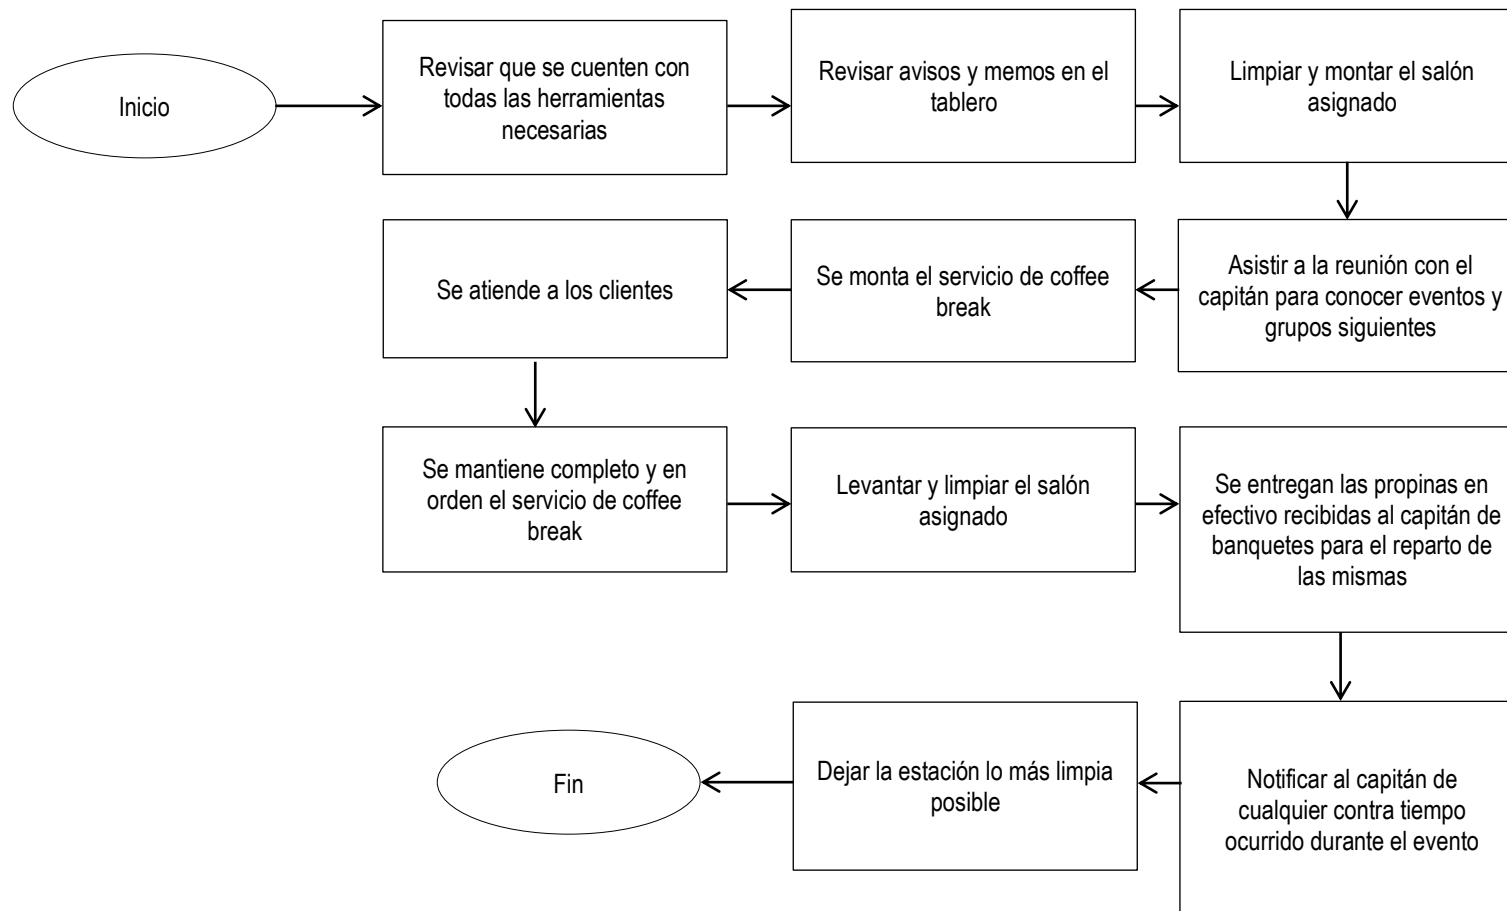 Inicio
Revisar que se cuenten con
todas las herramientas
necesarias
Revisar avisos y memos en el
tablero
Limpiar y montar el salón
asignado
Asistir a la reunión con el
capitán para conocer eventos y
grupos siguientes
Se monta el servicio de coffee
break
Se atiende a los clientes
Se mantiene completo y en
orden el servicio de coffee
break
Levantar y limpiar el salón
asignado
Se entregan las propinas en
efectivo recibidas al capitán de
banquetes para el reparto de
las mismas
Notificar al capitán de
cualquier contra tiempo
ocurrido durante el evento
Dejar la estación lo más limpia
posible
Fin